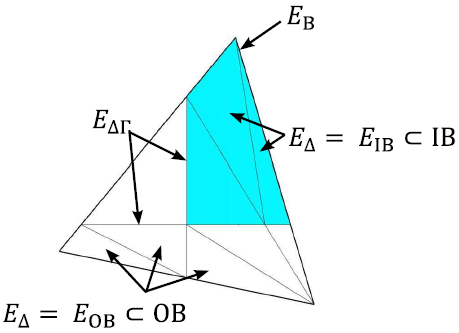 E_B
E_ΔΓ
E_Δ = E_IB ⊂ IB
E_Δ = E_OB ⊂ OB